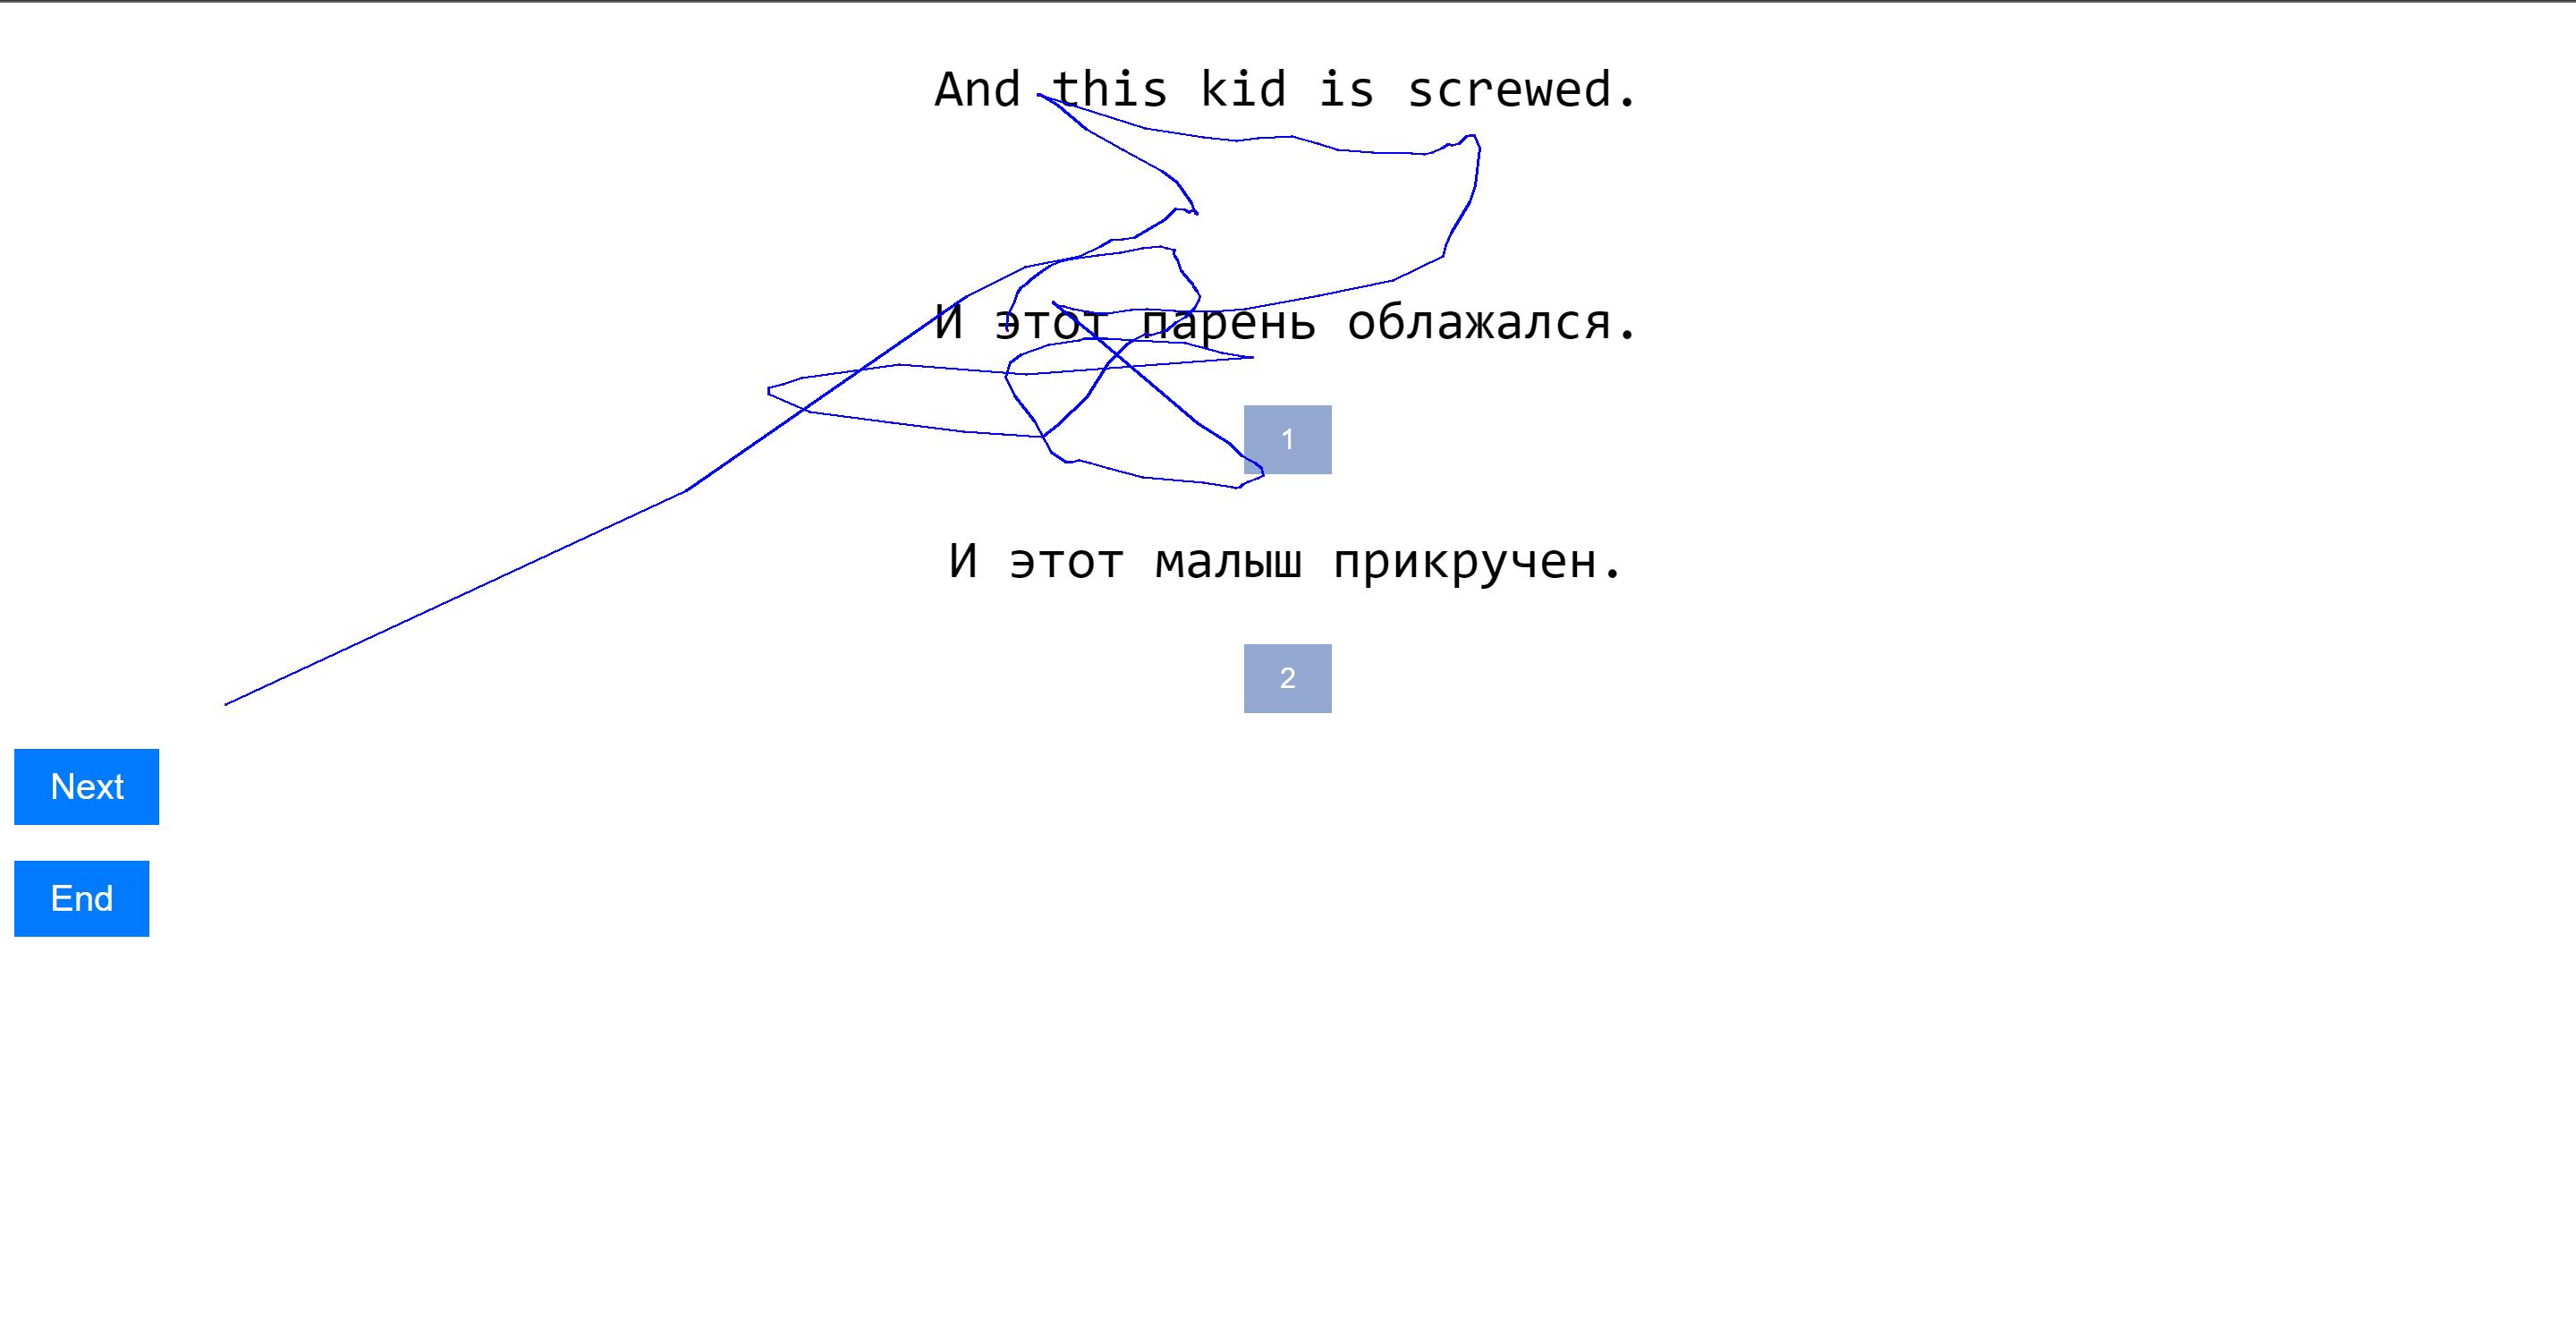 And this kid is screwed.
И этот парень облажался.
1
И этот малыш прикручен.
2
Next
End